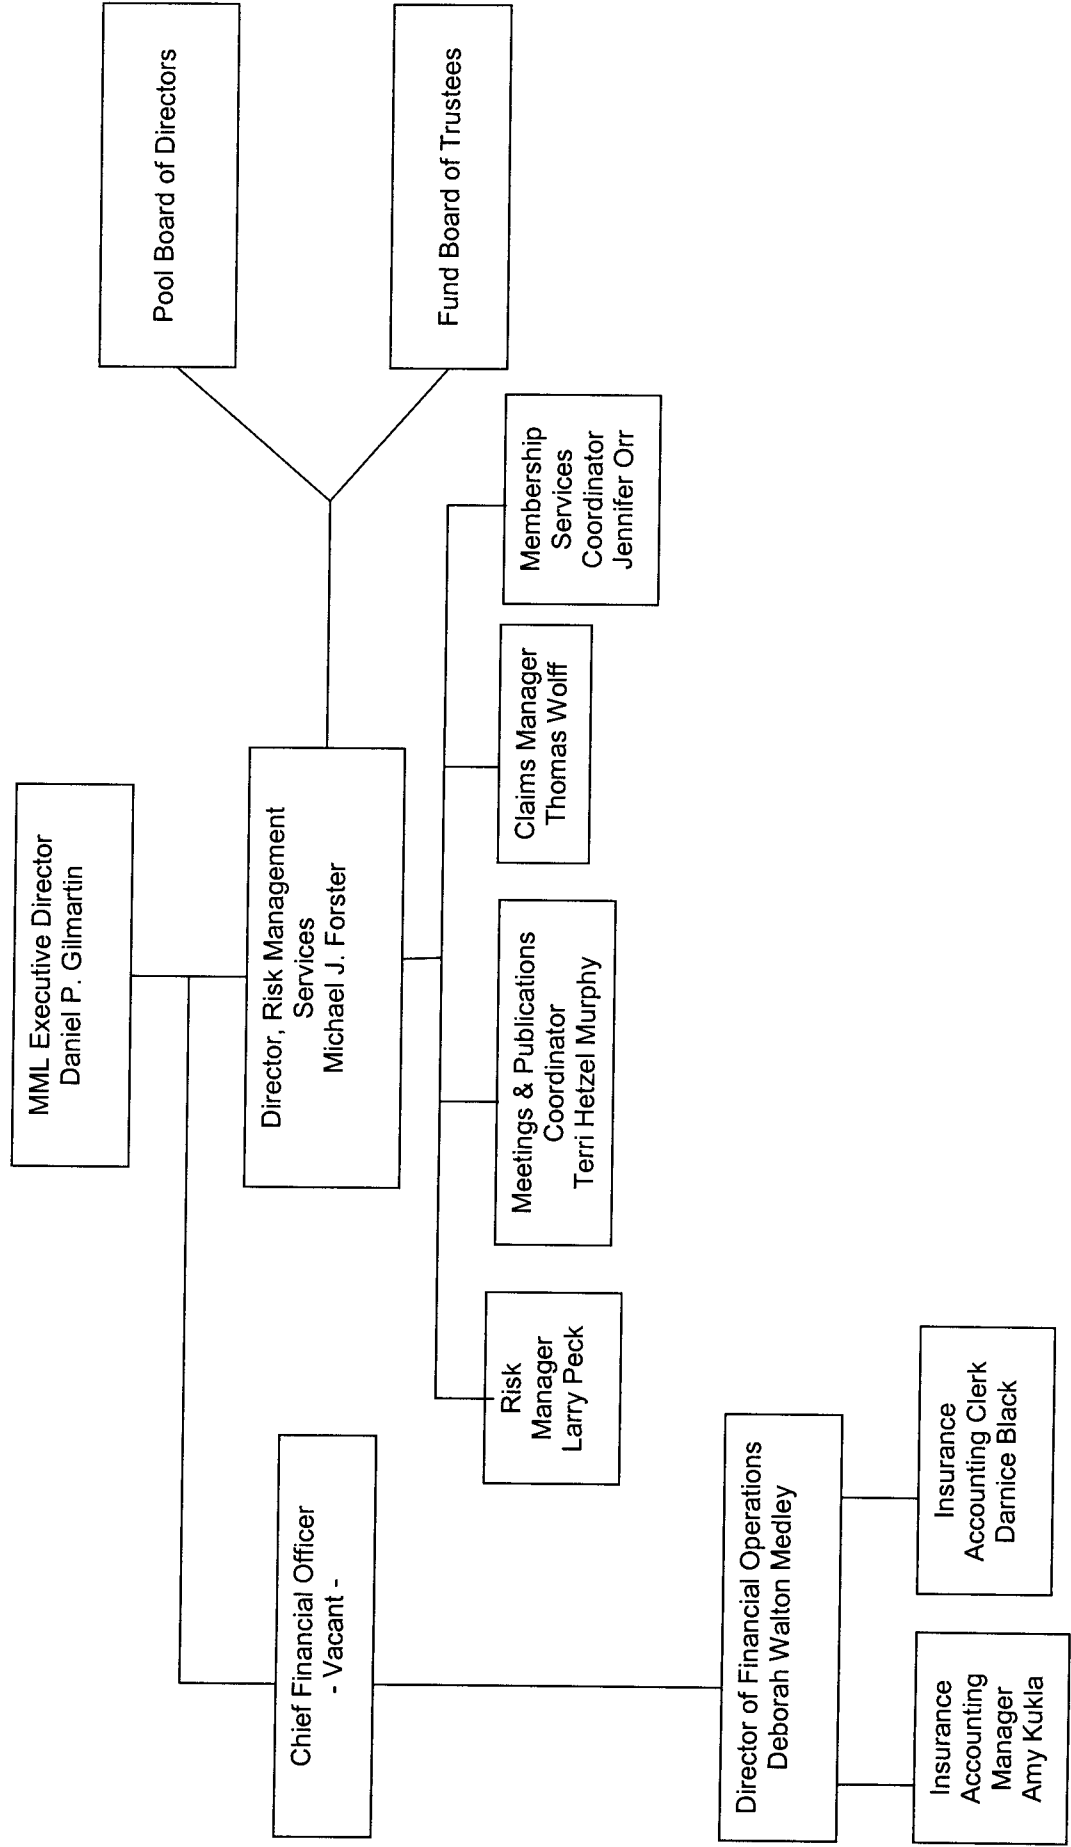 MML Executive Director
Daniel P. Gilmartin
Pool Board of Directors
Director, Risk Management
Services
Michael J. Forster
Chief Financial Officer
- Vacant -
Fund Board of Trustees
Risk
Manager
Larry Peck
Meetings & Publications
Coordinator
Terri Hetzel Murphy
Claims Manager
Thomas Wolff
Membership
Services
Coordinator
Jennifer Orr
Director of Financial Operations
Deborah Walton Medley
Insurance
Accounting
Manager
Amy Kukla
Insurance
Accounting Clerk
Darnice Black